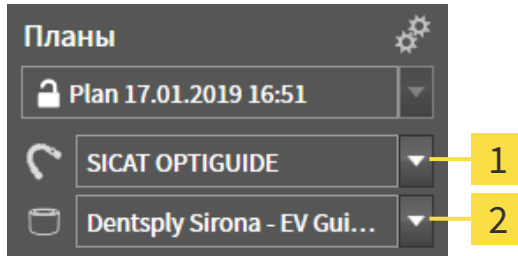 Планы
Plan 17.01.2019 16:51
SICAT OPTIGUIDE
1
Dentsply Sirona - EV Gui...
2